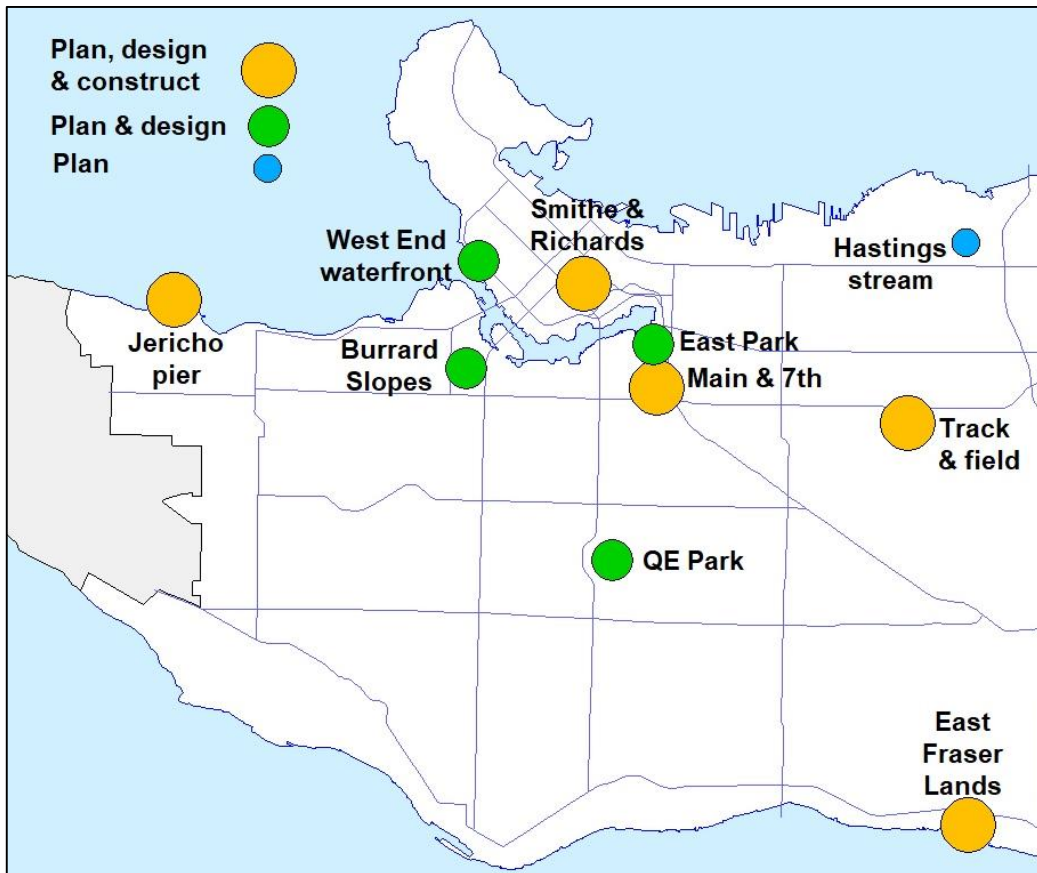 Plan, design
& construct
Plan & design
Plan
Smithe &
Richards
West End
waterfront
Hastings
stream
Jericho
pier
Burrard
Slopes
East Park
Main & 7th
Track
& field
QE Park
East
Fraser
Lands